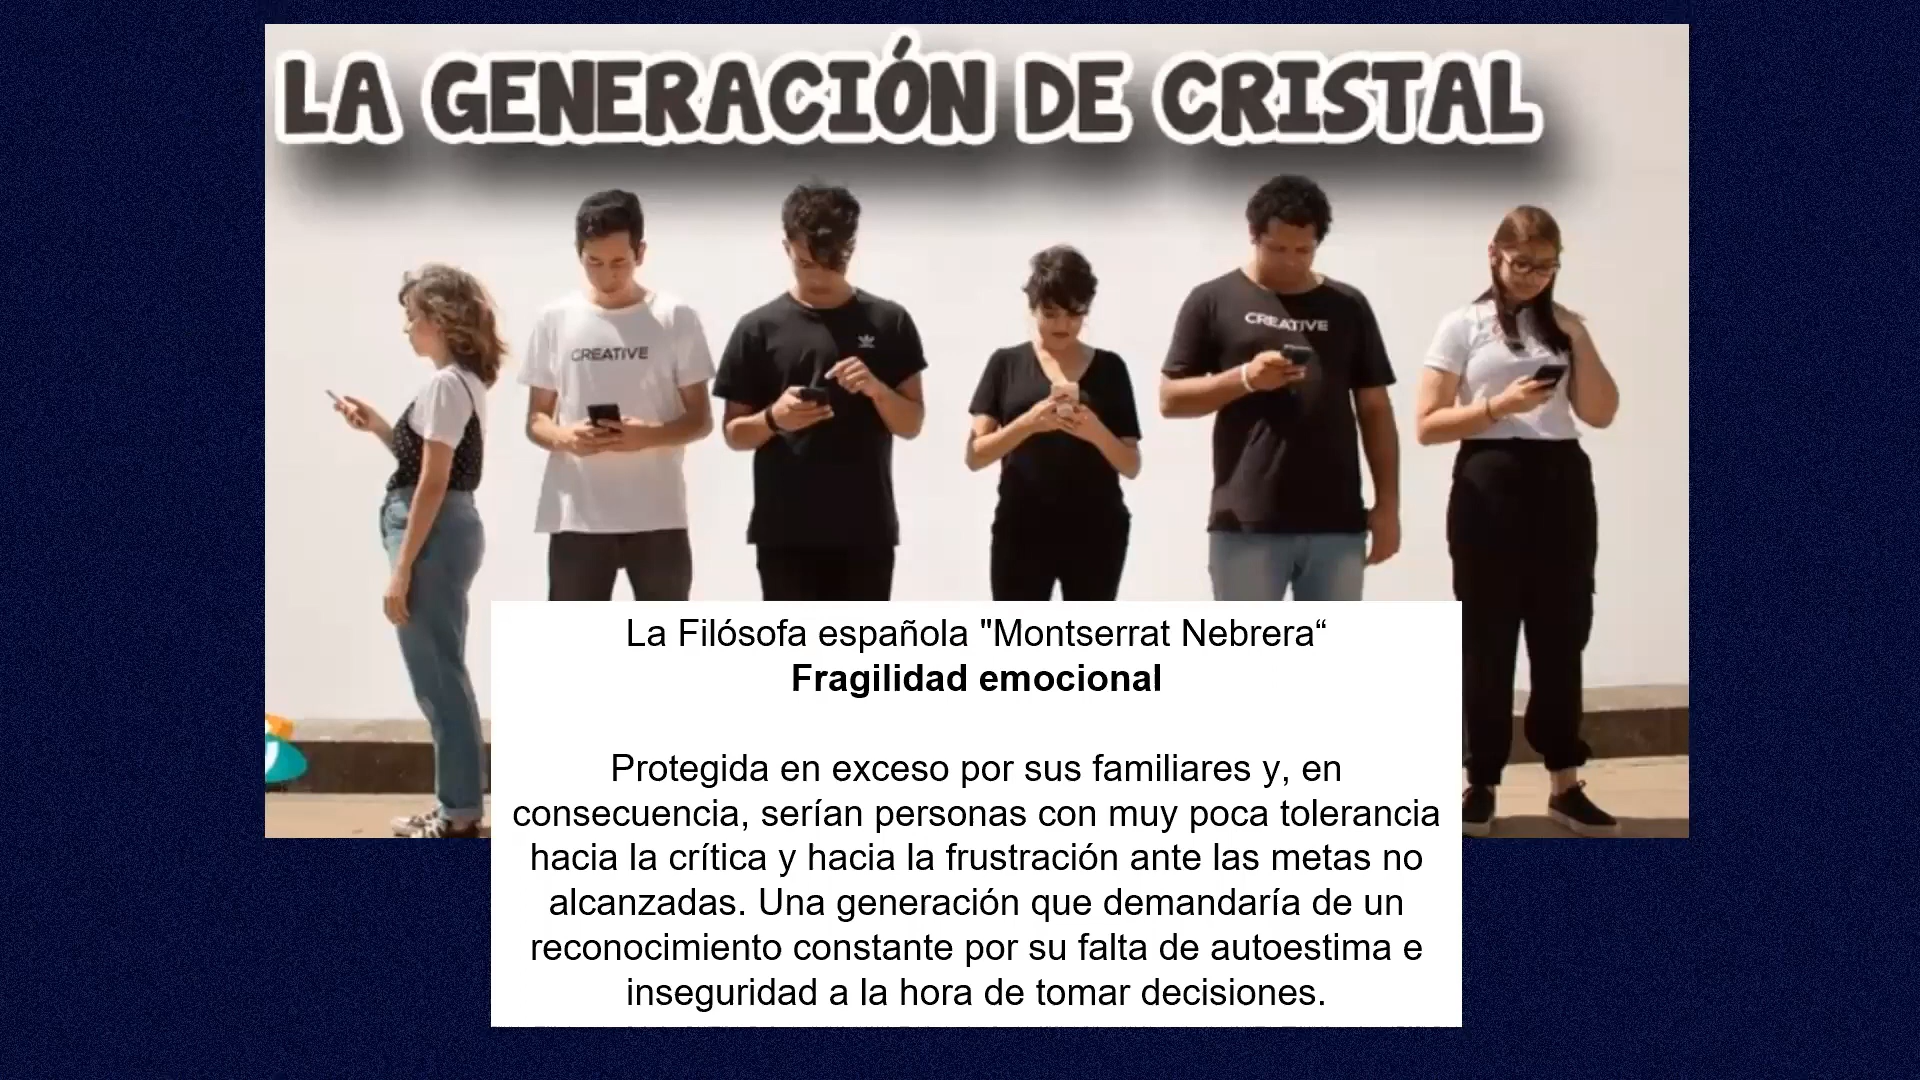 LA GENERACIÓN DE CRISTAL
CREATIVE
CREATIVE
La Filósofa española "Montserrat Nebrera“
Fragilidad emocional
Protegida en exceso por sus familiares y, en
consecuencia, serían personas con muy poca tolerancia
hacia la crítica y hacia la frustración ante las metas no
alcanzadas. Una generación que demandaría de un
reconocimiento constante por su falta de autoestima e
inseguridad a la hora de tomar decisiones.